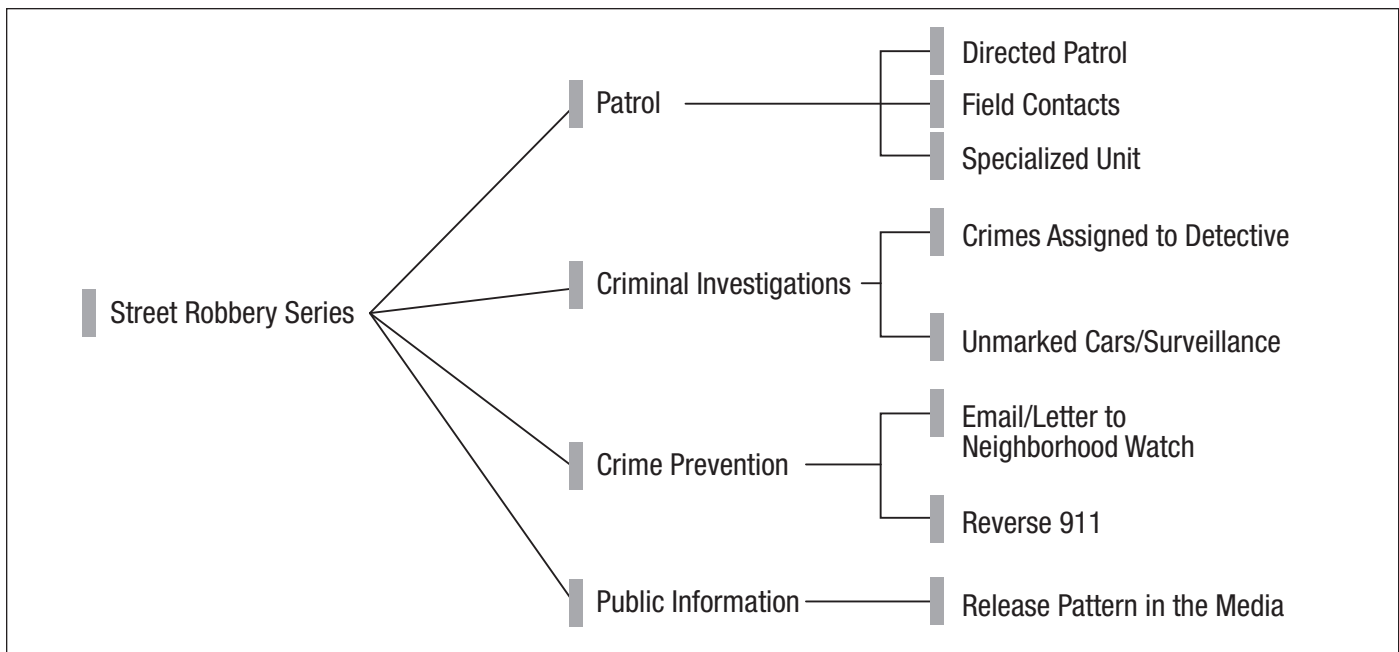 Street Robbery Series
Patrol
Directed Patrol
Field Contacts
Specialized Unit
Criminal Investigations
Crimes Assigned to Detective
Unmarked Cars/Surveillance
Crime Prevention
Email/Letter to
Neighborhood Watch
Reverse 911
Public Information
Release Pattern in the Media